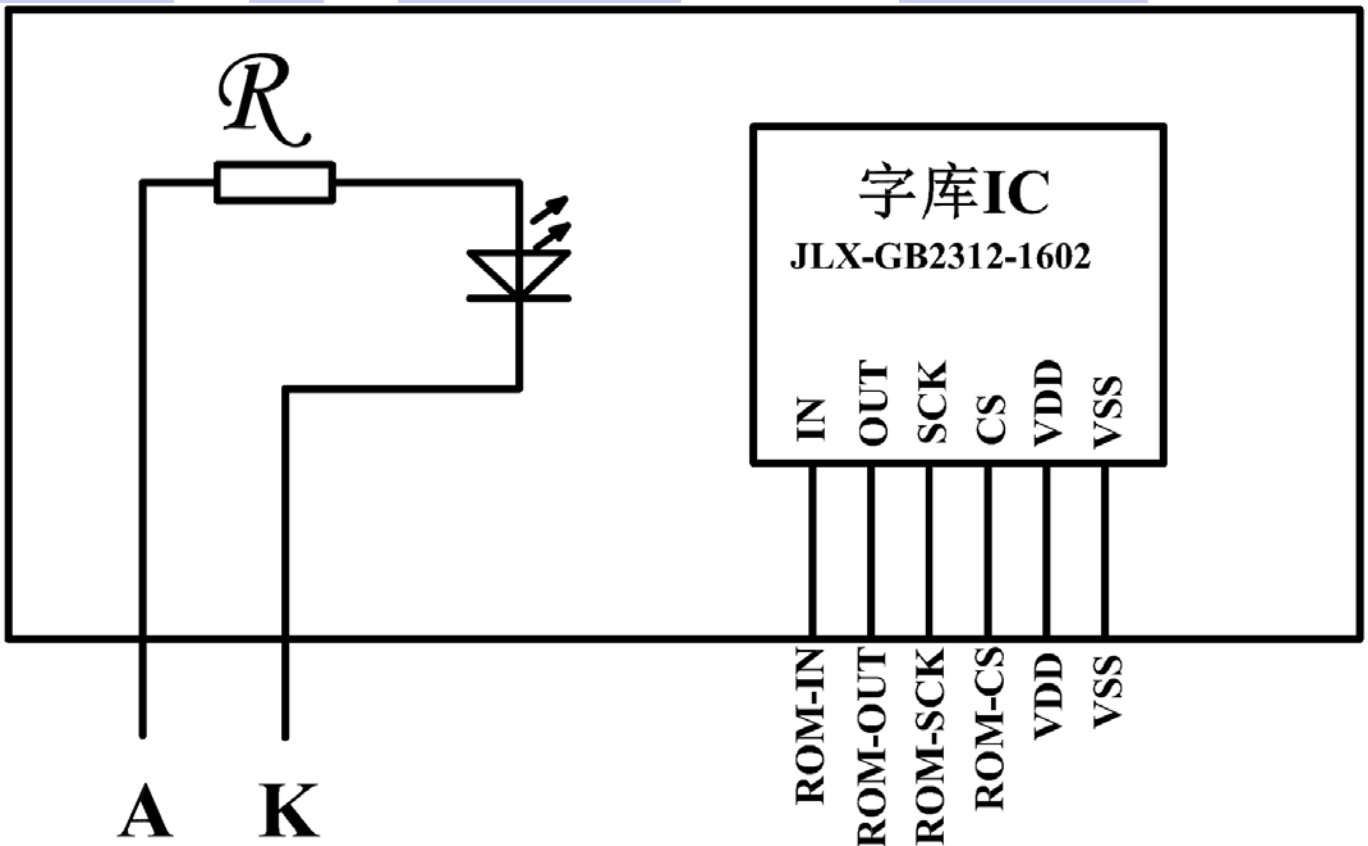 R
字库IC
JLX-GB2312-1602
IN
OUT
SCK
CS
VDD
VSS
ROM-IN
ROM-OUT
ROM-SCK
ROM-CS
VDD
VSS
A
K